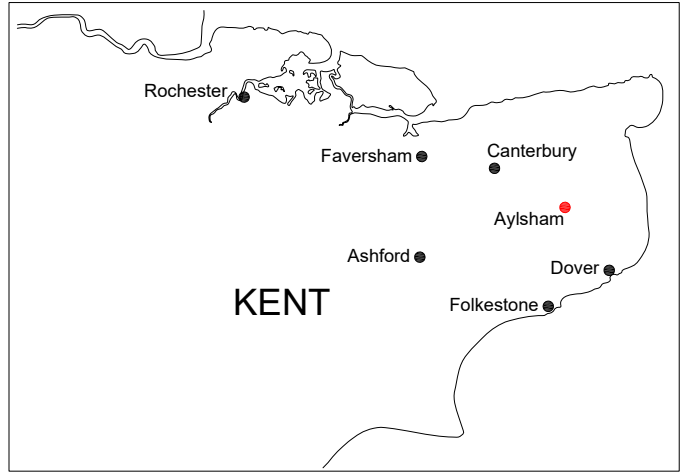 Rochester
Faversham
Canterbury
Aylsham
Ashford
Dover
KENT
Folkestone